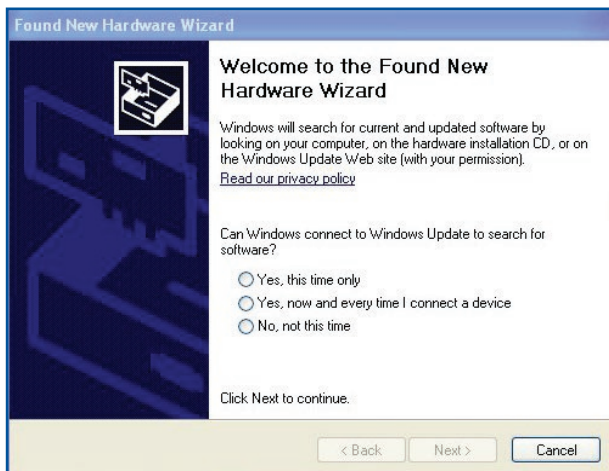 Found New Hardware Wizard
Welcome to the Found New
Hardware Wizard
Windows will search for current and updated software by
looking on your computer, on the hardware installation CD, or on
the Windows Update Web site (with your permission).
Read our privacy policy
Can Windows connect to Windows Update to search for
software?
Yes, this time only
Yes, now and every time I connect a device
No, not this time
Click Next to continue.
< Back Next > Cancel